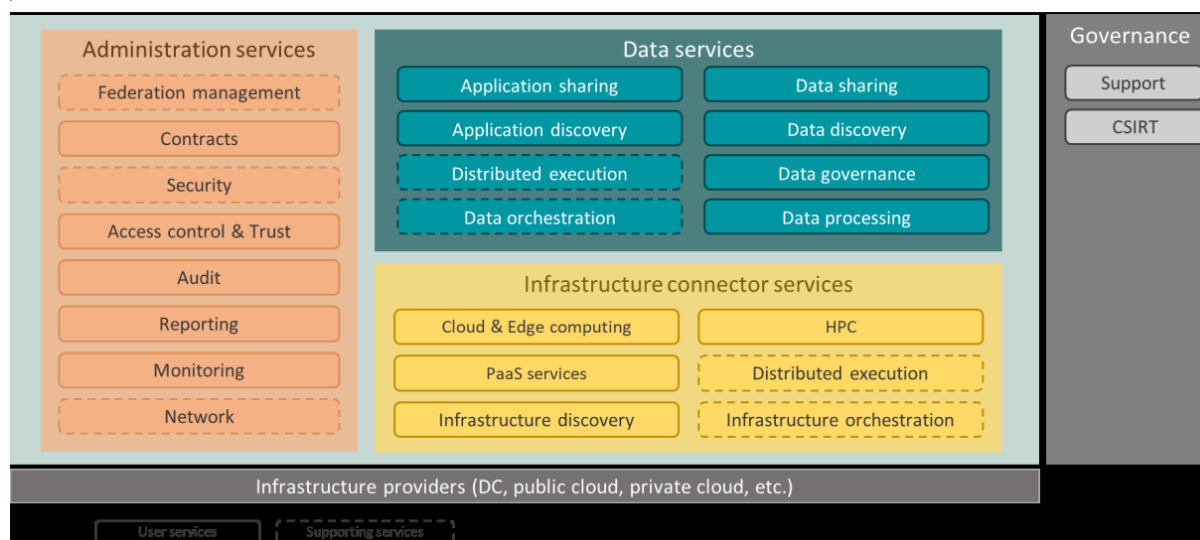 Administration services
Federation management
Contracts
Security
Access control & Trust
Audit
Reporting
Monitoring
Network
Data services
Application sharing
Data sharing
Application discovery
Data discovery
Distributed execution
Data governance
Data orchestration
Data processing
Infrastructure connector services
Cloud & Edge computing
HPC
PaaS services
Distributed execution
Infrastructure discovery
Infrastructure orchestration
Governance
Support
CSIRT
Infrastructure providers (DC, public cloud, private cloud, etc.)
User services
Supporting services